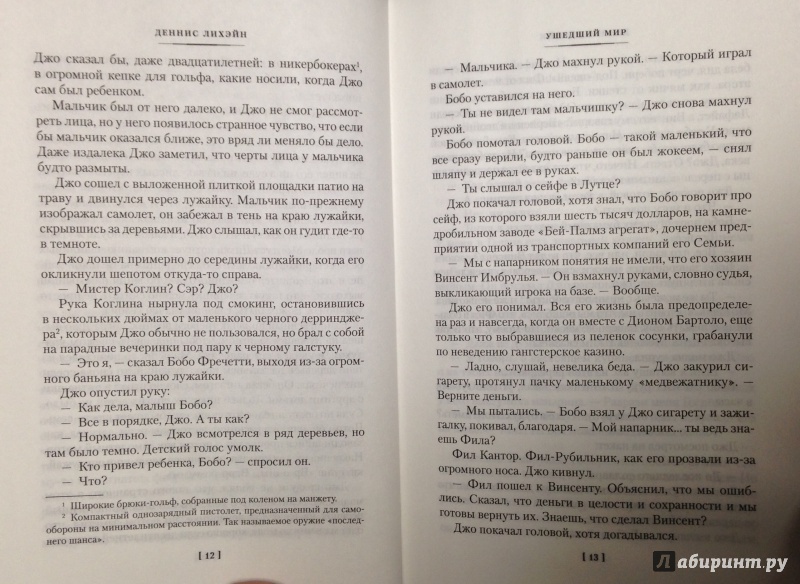 ДЕННИС ЛИХЭЙН
Джо сказал бы, даже двадцатилетней: в никербокерах¹,
в огромной кепке для гольфа, какие носили, когда Джо
сам был ребенком.
Мальчик был от него далеко, и Джо не смог рассмот-
реть лица, но у него появилось странное чувство, что если
бы мальчик оказался ближе, это вряд ли меняло бы дело.
Даже издалека Джо заметил, что черты лица у мальчика
будто размыты.
Джо сошел с выложенной плиткой площадки патио на
траву и двинулся через лужайку. Мальчик по-прежнему
изображал самолет, он забежал в тень на краю лужайки,
скрывшись за деревьями. Джо слышал, как он гудит где-то
в темноте.
Джо дошел примерно до середины лужайки, когда его
окликнули шепотом откуда-то справа.
— Мистер Коглин? Сэр? Джо?
Рука Коглина нырнула под смокинг, остановившись
в нескольких дюймах от маленького черного дерриндже-
ра², которым Джо обычно не пользовался, но брал с собой
на парадные вечеринки под пару к черному галстуку.
— Это я, — сказал Бобо Фречетти, выходя из-за огром-
ного баньяна на краю лужайки.
Джо опустил руку:
— Как дела, малыш Бобо?
— Все в порядке, Джо. А ты как?
— Нормально. — Джо всмотрелся в ряд деревьев, но
там было темно. Детский голос умолк.
— Кто привел ребенка, Бобо? — спросил он.
— Что?
¹ Широкие брюки-гольф, собранные под коленом на манжету.
² Компактный однозарядный пистолет, предназначенный для само-
обороны на минимальном расстоянии. Так называемое оружие «послед-
него шанса».
[ 12 ]
УШЕДШИЙ МИР
— Мальчика. — Джо махнул рукой. — Который играл
в самолет.
Бобо уставился на него.
— Ты не видел там мальчишку? — Джо снова махнул
рукой.
Бобо помотал головой. Бобо — такой маленький, что
все сразу верили, будто раньше он был жокеем, — снял
шляпу и держал ее в руках.
— Ты слышал о сейфе в Лутце?
Джо покачал головой, хотя знал, что Бобо говорит про
сейф, из которого взяли шесть тысяч долларов, на камне-
дробильном заводе «Бей-Палмз агрегат», дочернем пред-
приятии одной из транспортных компаний его Семьи.
— Мы с напарником понятия не имели, что его хозяин
Винсент Имбрулья. — Он взмахнул руками, словно судья,
выкликающий игрока на базе. — Вообще.
Джо его понимал. Вся его жизнь была предопределе-
на раз и навсегда, когда он вместе с Дионом Бартоло, еще
только что выбравшиеся из пеленок сосунки, грабанули
по неведению гангстерское казино.
— Ладно, слушай, невелика беда. — Джо закурил си-
гарету, протянул пачку маленькому «медвежатнику». —
Верните деньги.
— Мы пытались. — Бобо взял у Джо сигарету и зажи-
галку, покивал, благодаря. — Мой напарник... ты ведь зна-
ешь Фила?
Фил Кантор. Фил-Рубильник, как его прозвали из-за
огромного носа. Джо кивнул.
— Фил пошел к Винсенту. Объяснил, что мы ошиб-
лись. Сказал, что деньги в целости и сохранности и мы
готовы вернуть их. Знаешь, что сделал Винсент?
Джо покачал головой, хотя догадывался.
[ 13 ]
Лабиринт.ру